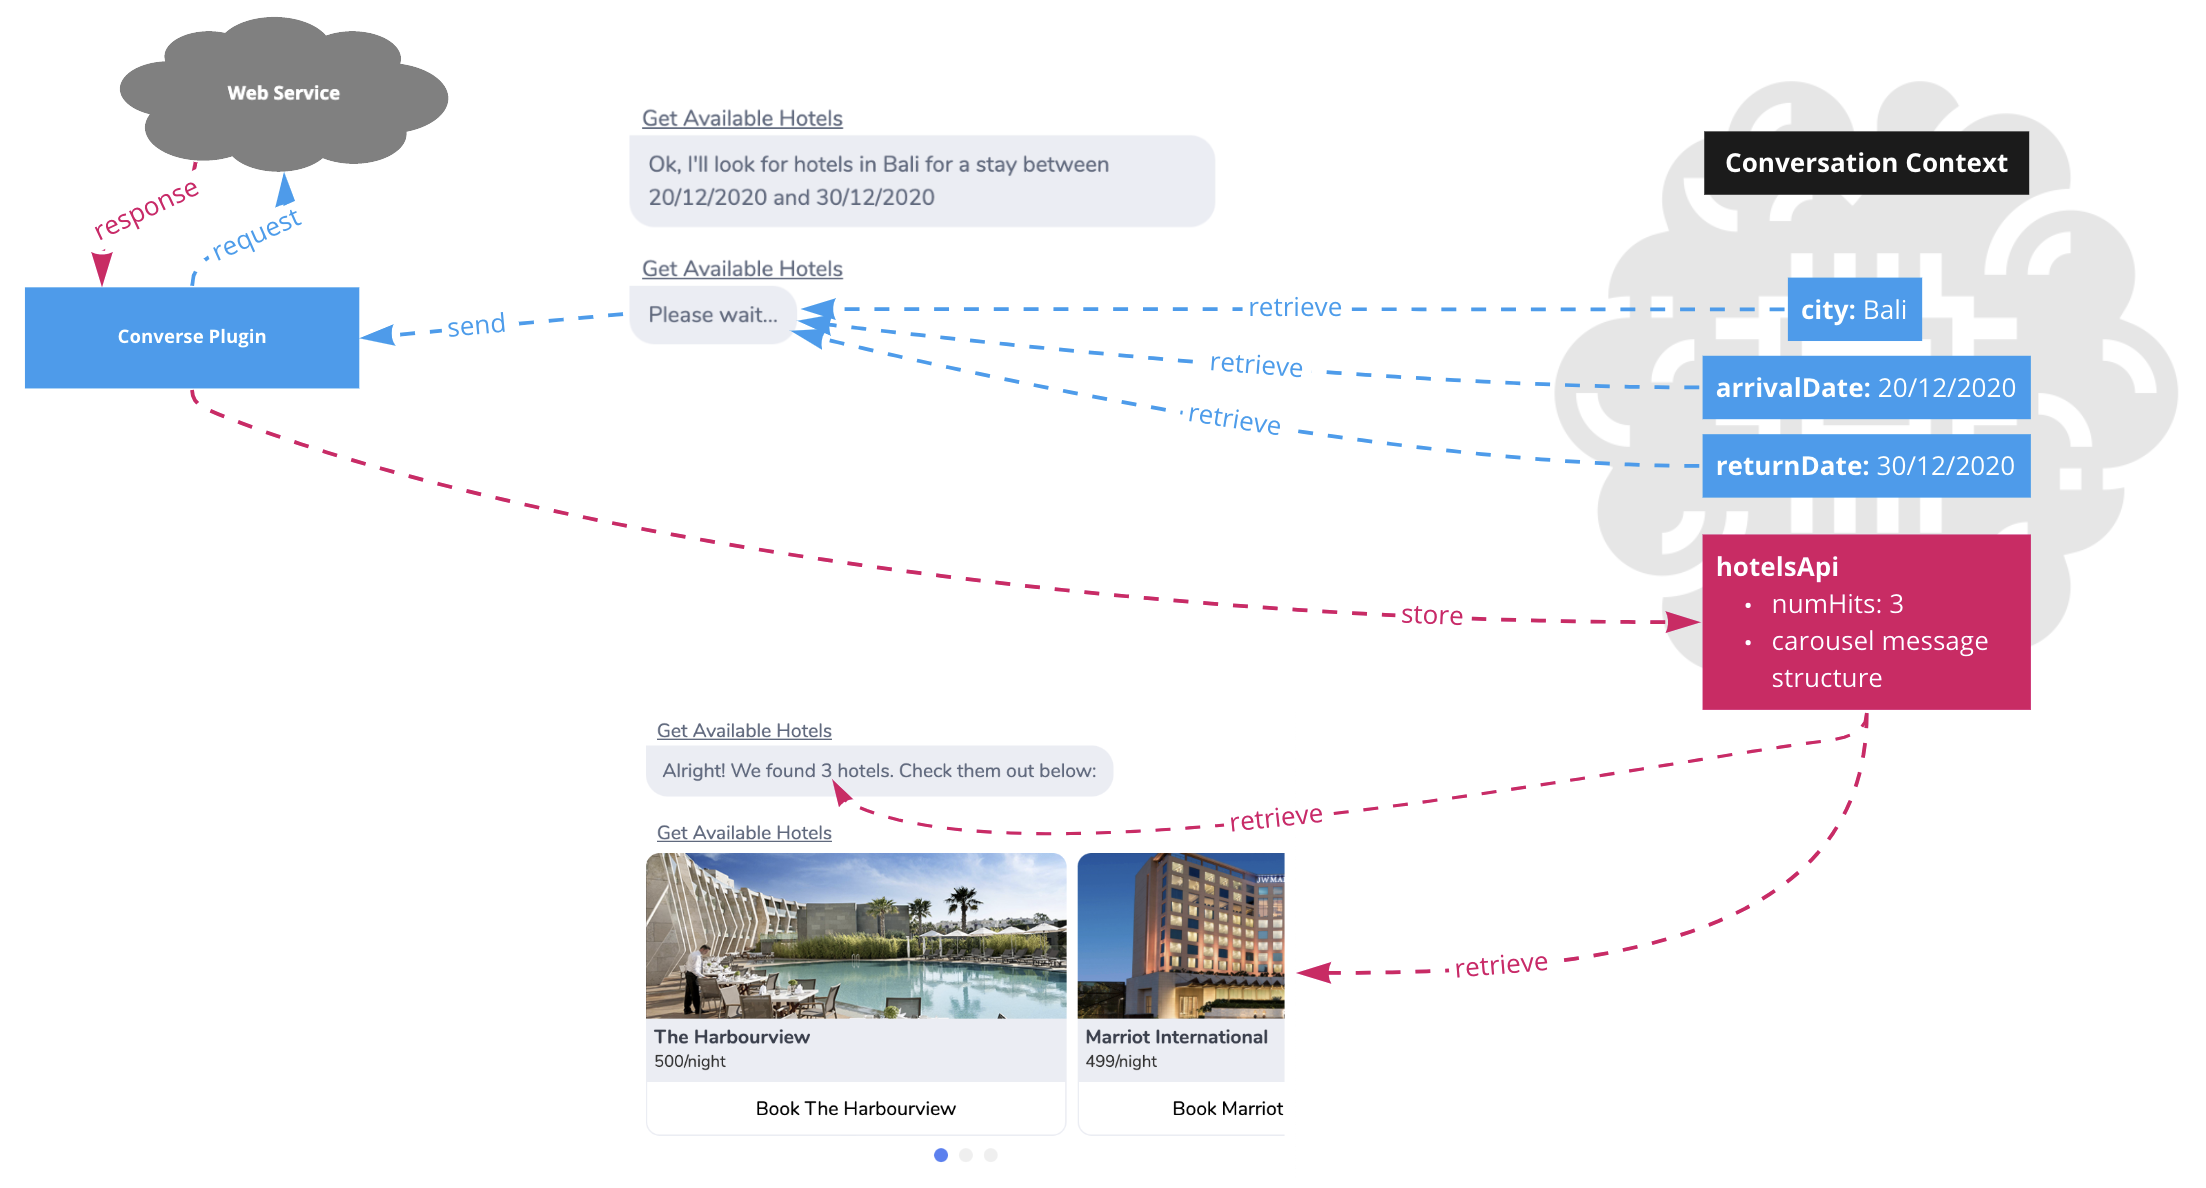 Web Service
response
request
Converse Plugin
send
Get Available Hotels
Ok, I'll look for hotels in Bali for a stay between
20/12/2020 and 30/12/2020
Get Available Hotels
Please wait...
retrieve
retrieve
retrieve
Conversation Context
city: Bali
arrivalDate: 20/12/2020
returnDate: 30/12/2020
store
hotelsApi
• numHits: 3
• carousel message
structure
Get Available Hotels
Alright! We found 3 hotels. Check them out below:
retrieve
Get Available Hotels
JWMA
retrieve
The Harbourview
500/night
Book The Harbourview
Marriot International
499/night
Book Marriot